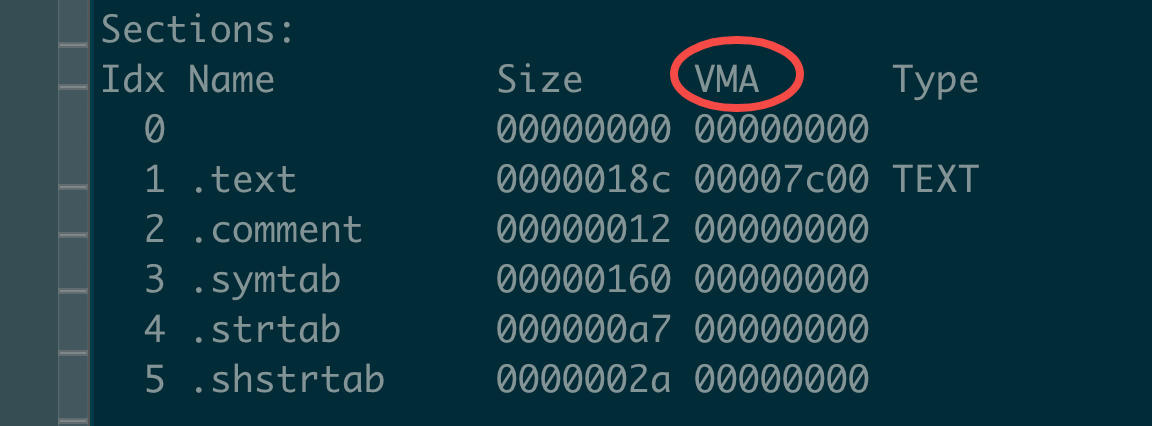 Sections:
Idx Name Size VMA Type
0 00000000 00000000
1 .text 0000018c 00007c00 TEXT
2 .comment 00000012 00000000
3 .symtab 00000160 00000000
4 .strtab 000000a7 00000000
5 .shstrtab 0000002a 00000000